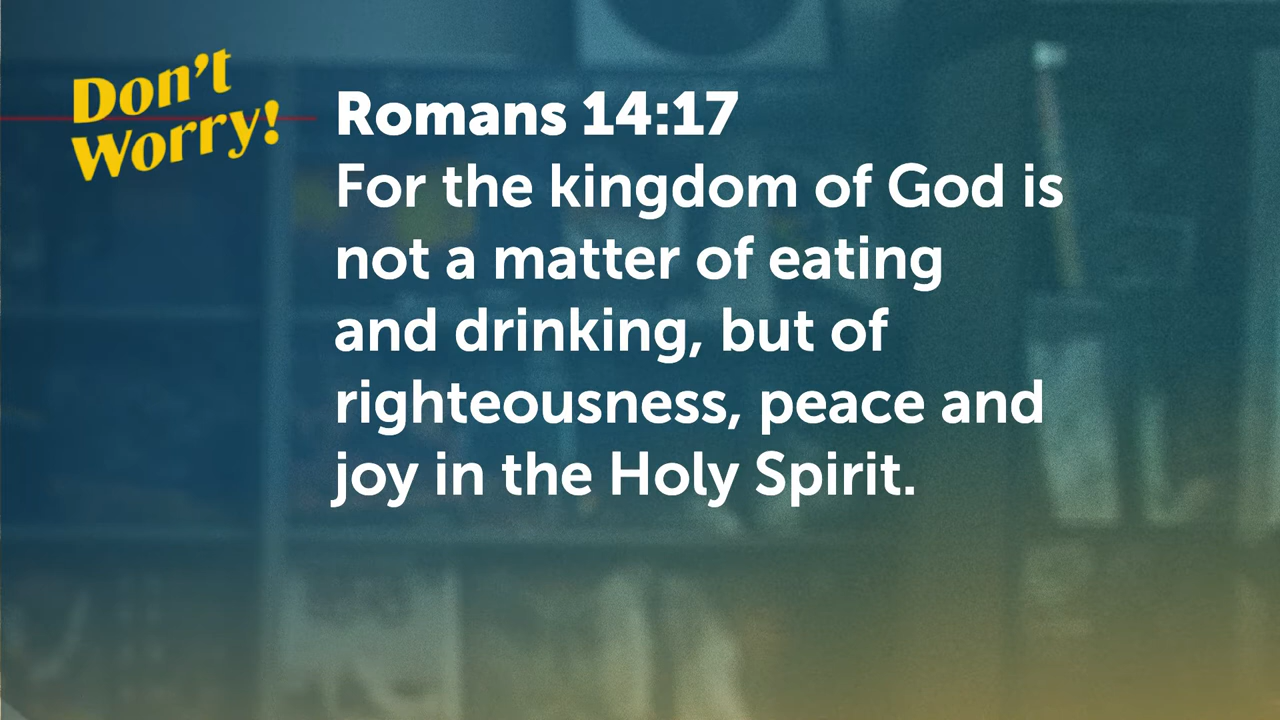 Don't
Worry!
Romans 14:17
For the kingdom of God is
not a matter of eating
and drinking, but of
righteousness, peace and
joy in the Holy Spirit.